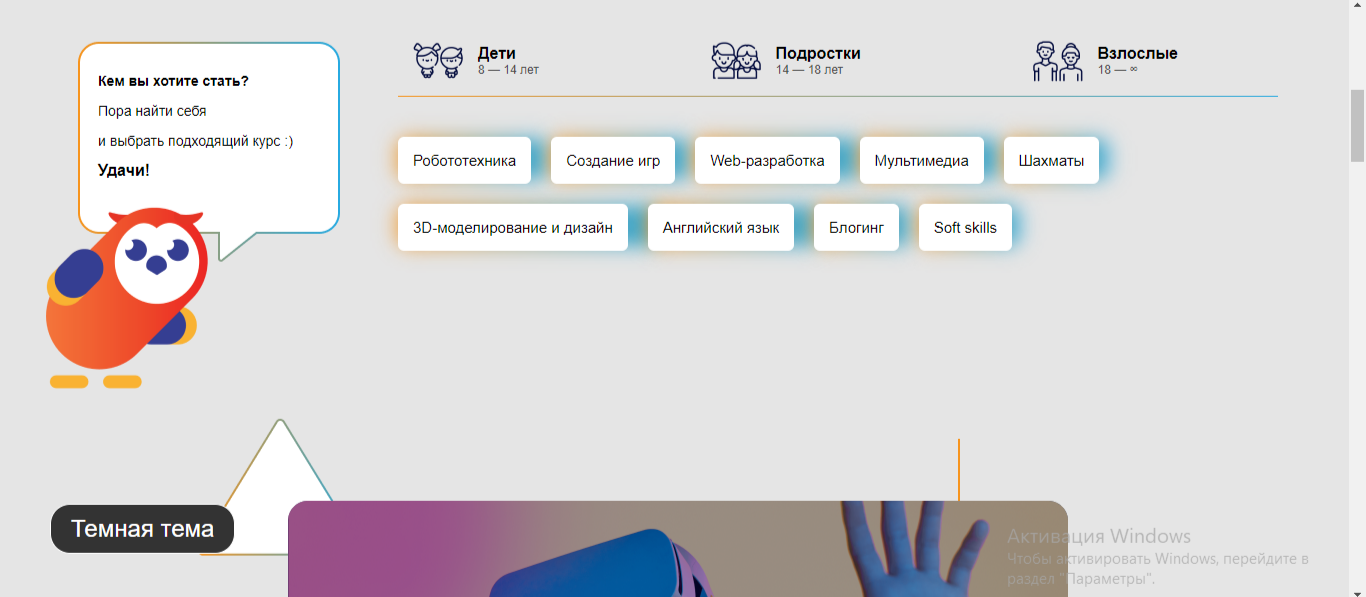 Кем вы хотите стать?
Пора найти себя
и выбрать подходящий курс :)
Удачи!
Дети
8 — 14 лет
Подростки
14 — 18 лет
Взлослые
18 — ∞
Робототехника
Создание игр
Web-разработка
Мультимедиа
Шахматы
3D-моделирование и дизайн
Английский язык
Блогинг
Soft skills
Темная тема
Активация Windows
Чтобы активировать Windows, перейдите в
раздел "Параметры".